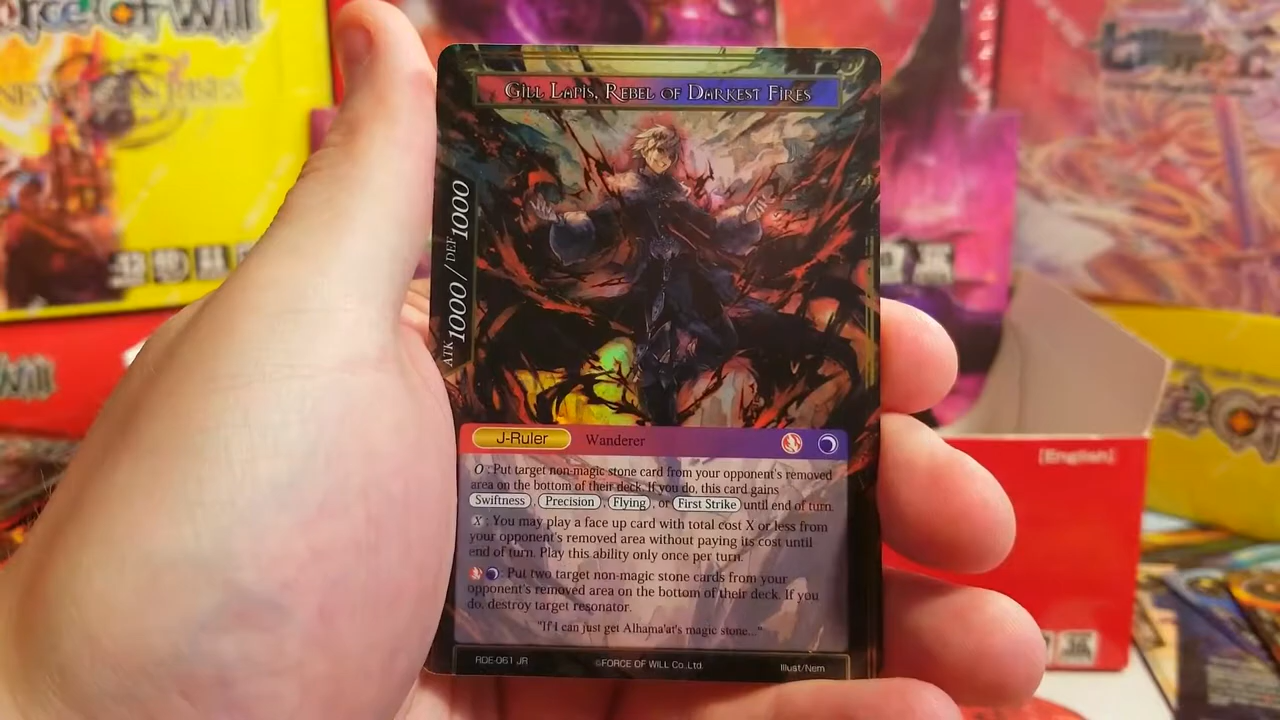 Force Of Will
GILL LAPIS, REBEL OF DARKEST FIRES
ATK 1000 / DEF 1000
J-Ruler Wanderer
0 : Put target non-magic stone card from your opponent's removed
area on the bottom of their deck. If you do, this card gains
Swiftness , Precision , Flying , or First Strike until end of turn.
X : You may play a face up card with total cost X or less from
your opponent's removed area without paying its cost until
end of turn. Play this ability only once per turn.
: Put two target non-magic stone cards from your
opponent's removed area on the bottom of their deck. If you
do, destroy target resonator.
"If I can just get Alhama'at's magic stone..."
RDE-061 JR ©FORCE OF WILL Co.,Ltd. Illust/Nem
Will
[English]